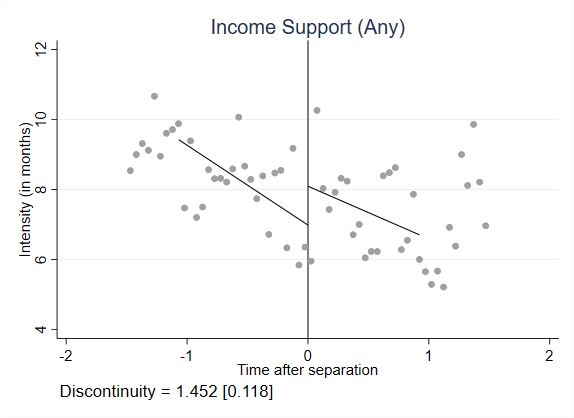 Income Support (Any)
12
10
8
6
4
Intensity (in months)
-2 -1 0 1 2
Time after separation
Discontinuity = 1.452 [0.118]